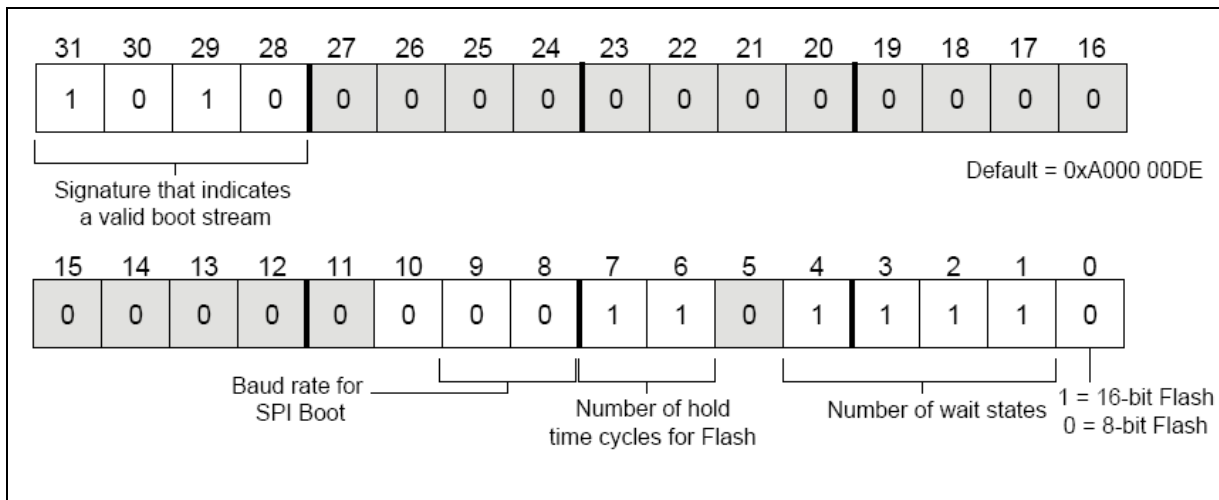 31 30 29 28 27 26 25 24 23 22 21 20 19 18 17 16
1 0 1 0 0 0 0 0 0 0 0 0 0 0 0 0
Signature that indicates
a valid boot stream
Default = 0xA000 00DE
15 14 13 12 11 10 9 8 7 6 5 4 3 2 1 0
0 0 0 0 0 0 0 0 1 1 0 1 1 1 1 0
Baud rate for
SPI Boot
Number of hold
time cycles for Flash
Number of wait states
1 = 16-bit Flash
0 = 8-bit Flash